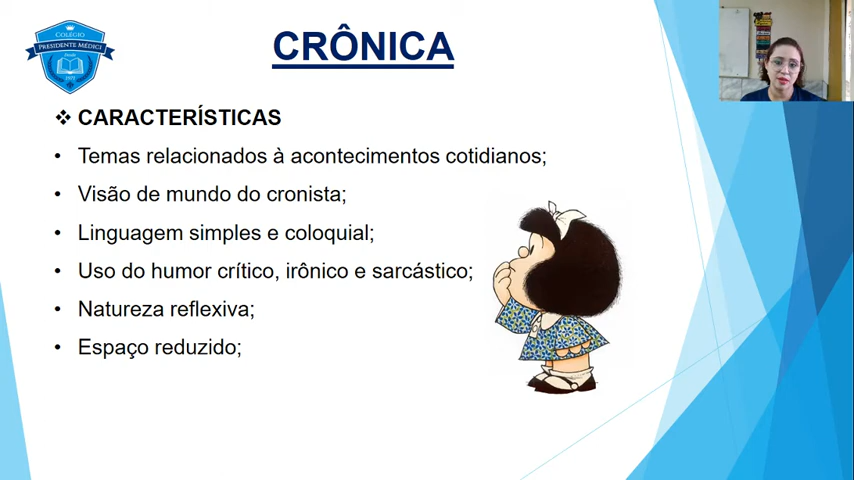 COLÉGIO
PRESIDENTE MÉDICI
CRÔNICA
❖ CARACTERÍSTICAS
• Temas relacionados à acontecimentos cotidianos;
• Visão de mundo do cronista;
• Linguagem simples e coloquial;
• Uso do humor crítico, irônico e sarcástico;
• Natureza reflexiva;
• Espaço reduzido;